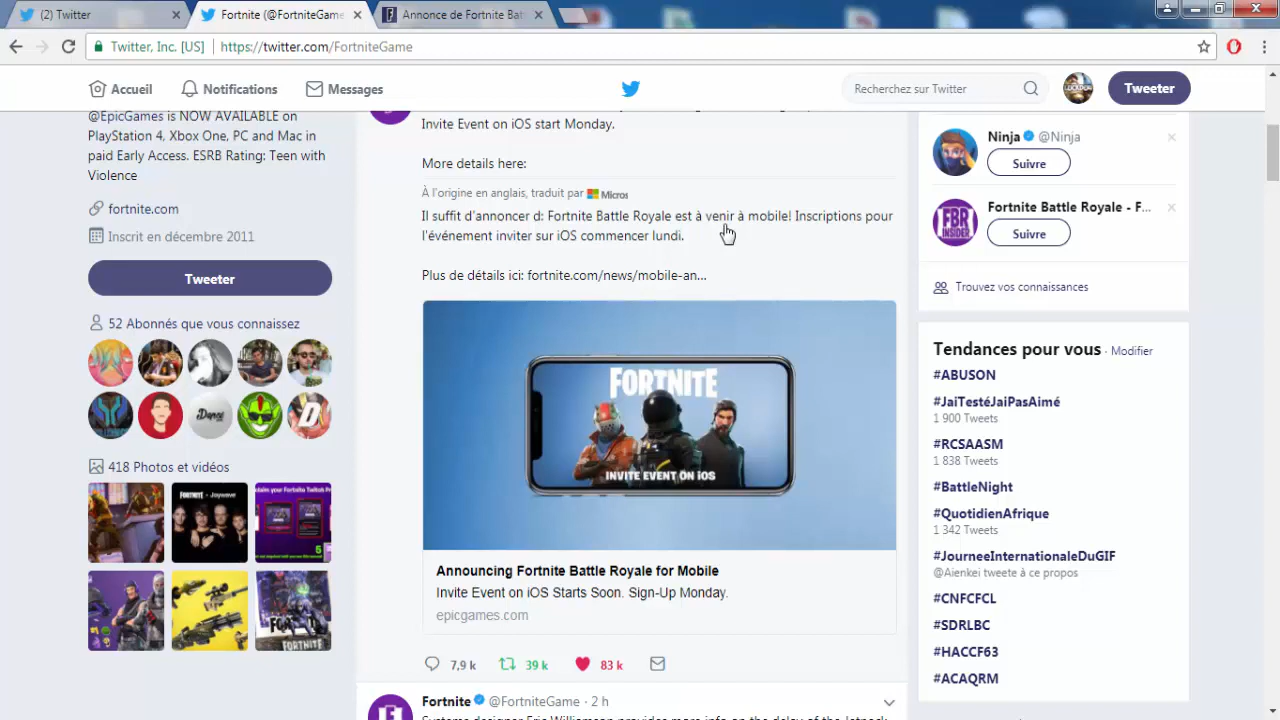 (2) Twitter
Fortnite (@FortniteGame
Annonce de Fortnite Bat
Twitter, Inc. [US]
https://twitter.com/FortniteGame
Accueil
Notifications
Messages
Recherchez sur Twitter
Tweeter
@EpicGames is NOW AVAILABLE on
PlayStation 4, Xbox One, PC and Mac in
paid Early Access. ESRB Rating: Teen with
Violence
fortnite.com
Inscrit en décembre 2011
Tweeter
52 Abonnés que vous connaissez
418 Photos et vidéos
FORTNITE - Joywave
5
FORTNITE
Invite Event on iOS start Monday.
More details here:
À l'origine en anglais, traduit par Micros
Il suffit d'annoncer d: Fortnite Battle Royale est à venir à mobile! Inscriptions pour
l'événement inviter sur iOS commencer lundi.
Plus de détails ici: fortnite.com/news/mobile-an...
FORTNITE
INVITE EVENT ON iOS
Announcing Fortnite Battle Royale for Mobile
Invite Event on iOS Starts Soon. Sign-Up Monday.
epicgames.com
7,9 k
39 k
83 k
Fortnite @FortniteGame · 2 h
Ninja @Ninja
Suivre
Fortnite Battle Royale - F...
FBR
INSIDER
Suivre
Trouvez vos connaissances
Tendances pour vous · Modifier
#ABUSON
#JaiTestéJaiPasAimé
1 900 Tweets
#RCSAASM
1 838 Tweets
#BattleNight
#QuotidienAfrique
1 342 Tweets
#JourneeInternationaleDuGIF
@Aienkei tweete à ce propos
#CNFCFCL
#SDRLBC
#HACCF63
#ACAQRM